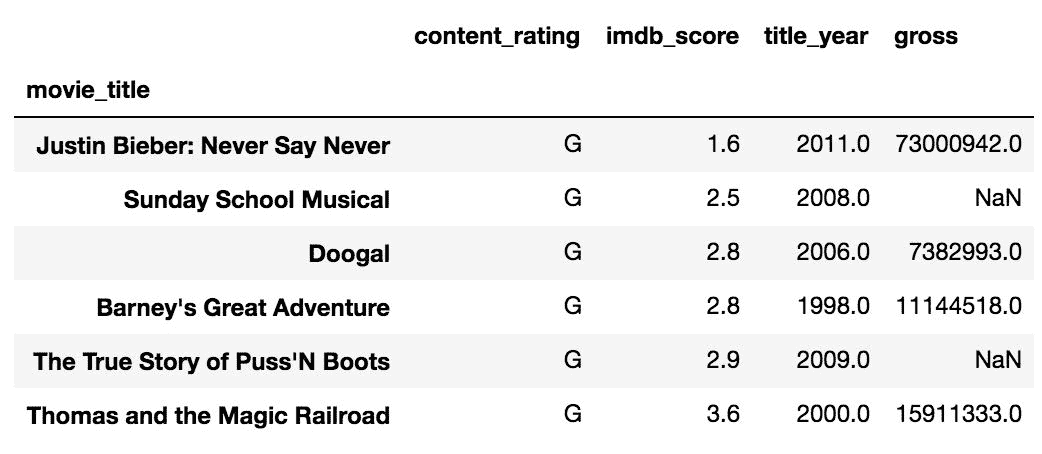 content_rating imdb_score title_year gross
movie_title
Justin Bieber: Never Say Never G 1.6 2011.0 73000942.0
Sunday School Musical G 2.5 2008.0 NaN
Doogal G 2.8 2006.0 7382993.0
Barney's Great Adventure G 2.8 1998.0 11144518.0
The True Story of Puss'N Boots G 2.9 2009.0 NaN
Thomas and the Magic Railroad G 3.6 2000.0 15911333.0